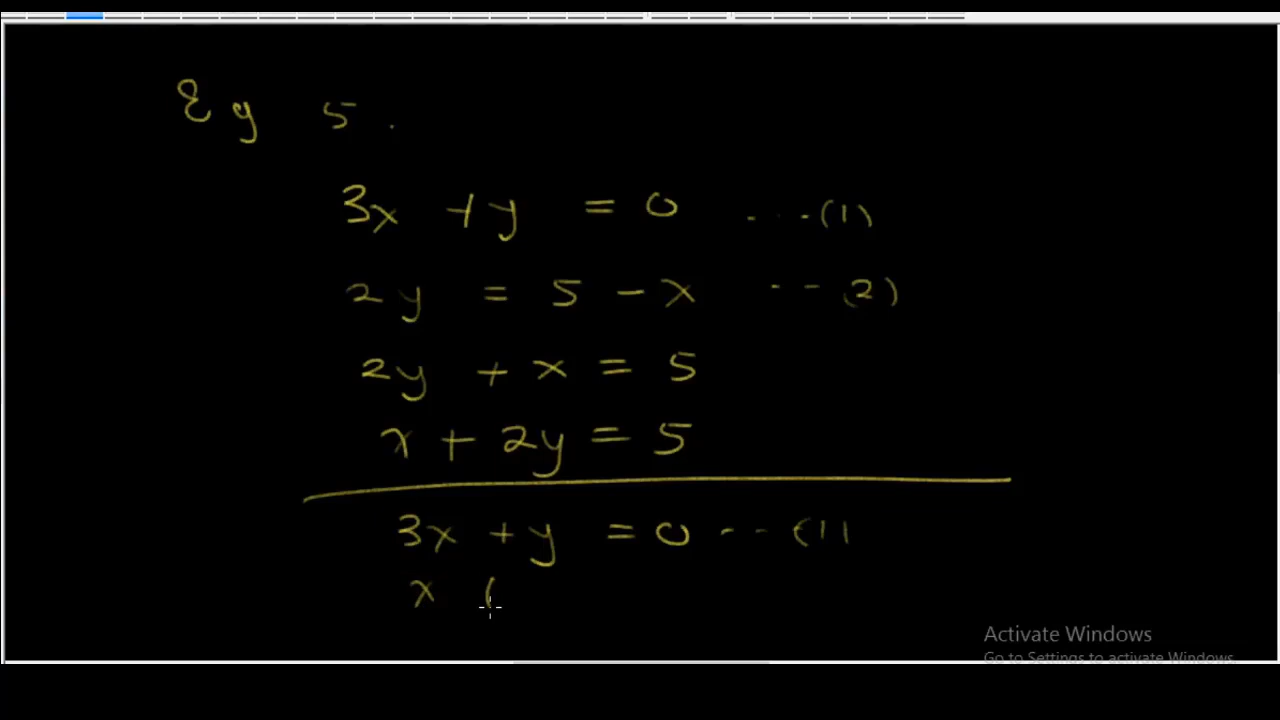 Eg 5.
3x + y = 0 ---(1)
2y = 5 - x ---(2)
2y + x = 5
x + 2y = 5
3x + y = 0 ---(1)
x (
Activate Windows
Go to Settings to activate Windows.